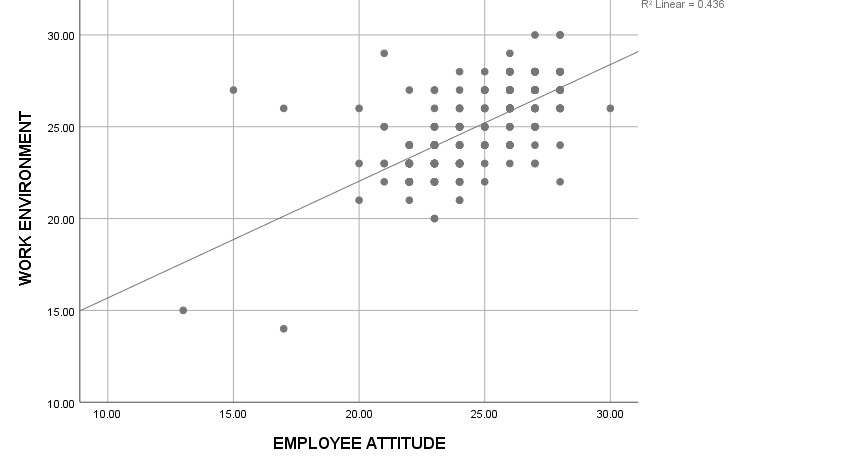 R² Linear = 0.436
30.00
25.00
20.00
15.00
10.00
WORK ENVIRONMENT
10.00 15.00 20.00 25.00 30.00
EMPLOYEE ATTITUDE